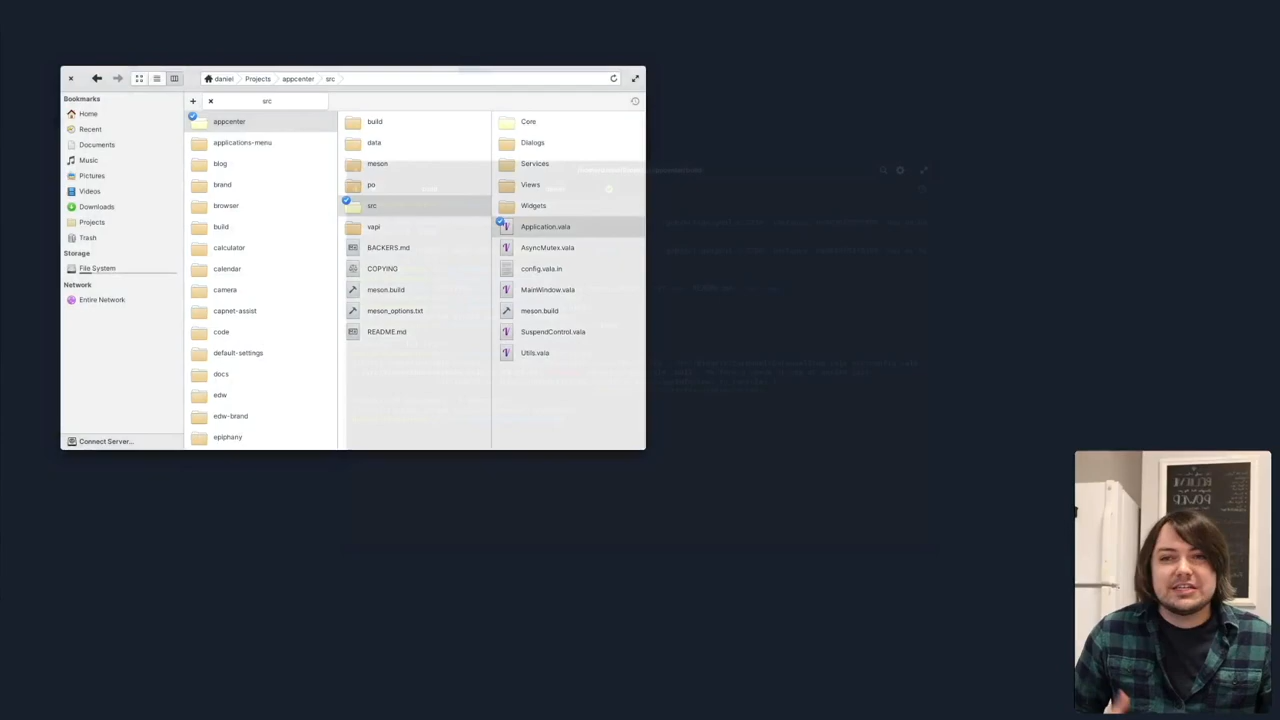 daniel Projects appcenter src
Bookmarks
Home
Recent
Documents
Music
Pictures
Videos
Downloads
Projects
Trash
Storage
File System
Network
Entire Network
Connect Server...
src
appcenter
applications-menu
blog
brand
browser
build
calculator
calendar
camera
capnet-assist
code
default-settings
docs
edw
edw-brand
epiphany
build
data
meson
po
src
vapi
BACKERS.md
COPYING
meson.build
meson_options.txt
README.md
Core
Dialogs
Services
Views
Widgets
Application.vala
AsyncMutex.vala
config.vala.in
MainWindow.vala
meson.build
SuspendControl.vala
Utils.vala